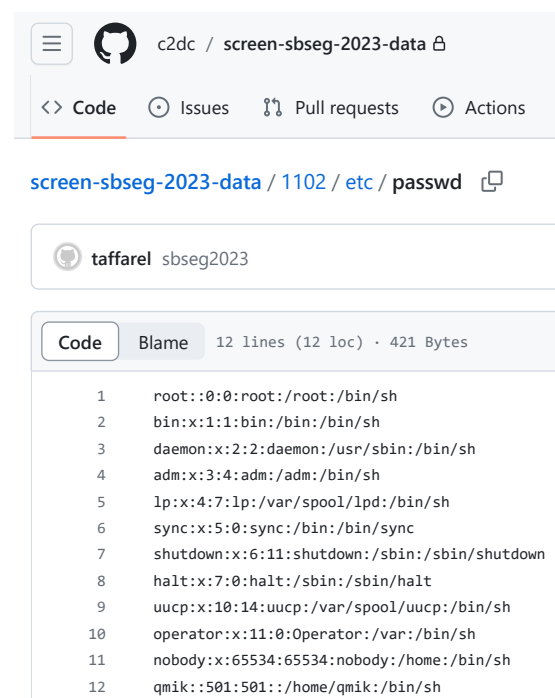 c2dc / screen-sbseg-2023-data
Code Issues Pull requests Actions
screen-sbseg-2023-data / 1102 / etc / passwd
taffarel sbseg2023
Code Blame 12 lines (12 loc) · 421 Bytes
1 root::0:0:root:/root:/bin/sh
2 bin:x:1:1:bin:/bin:/bin/sh
3 daemon:x:2:2:daemon:/usr/sbin:/bin/sh
4 adm:x:3:4:adm:/adm:/bin/sh
5 lp:x:4:7:lp:/var/spool/lpd:/bin/sh
6 sync:x:5:0:sync:/bin:/bin/sync
7 shutdown:x:6:11:shutdown:/sbin:/sbin/shutdown
8 halt:x:7:0:halt:/sbin:/sbin/halt
9 uucp:x:10:14:uucp:/var/spool/uucp:/bin/sh
10 operator:x:11:0:Operator:/var:/bin/sh
11 nobody:x:65534:65534:nobody:/home:/bin/sh
12 qmik::501:501::/home/qmik:/bin/sh